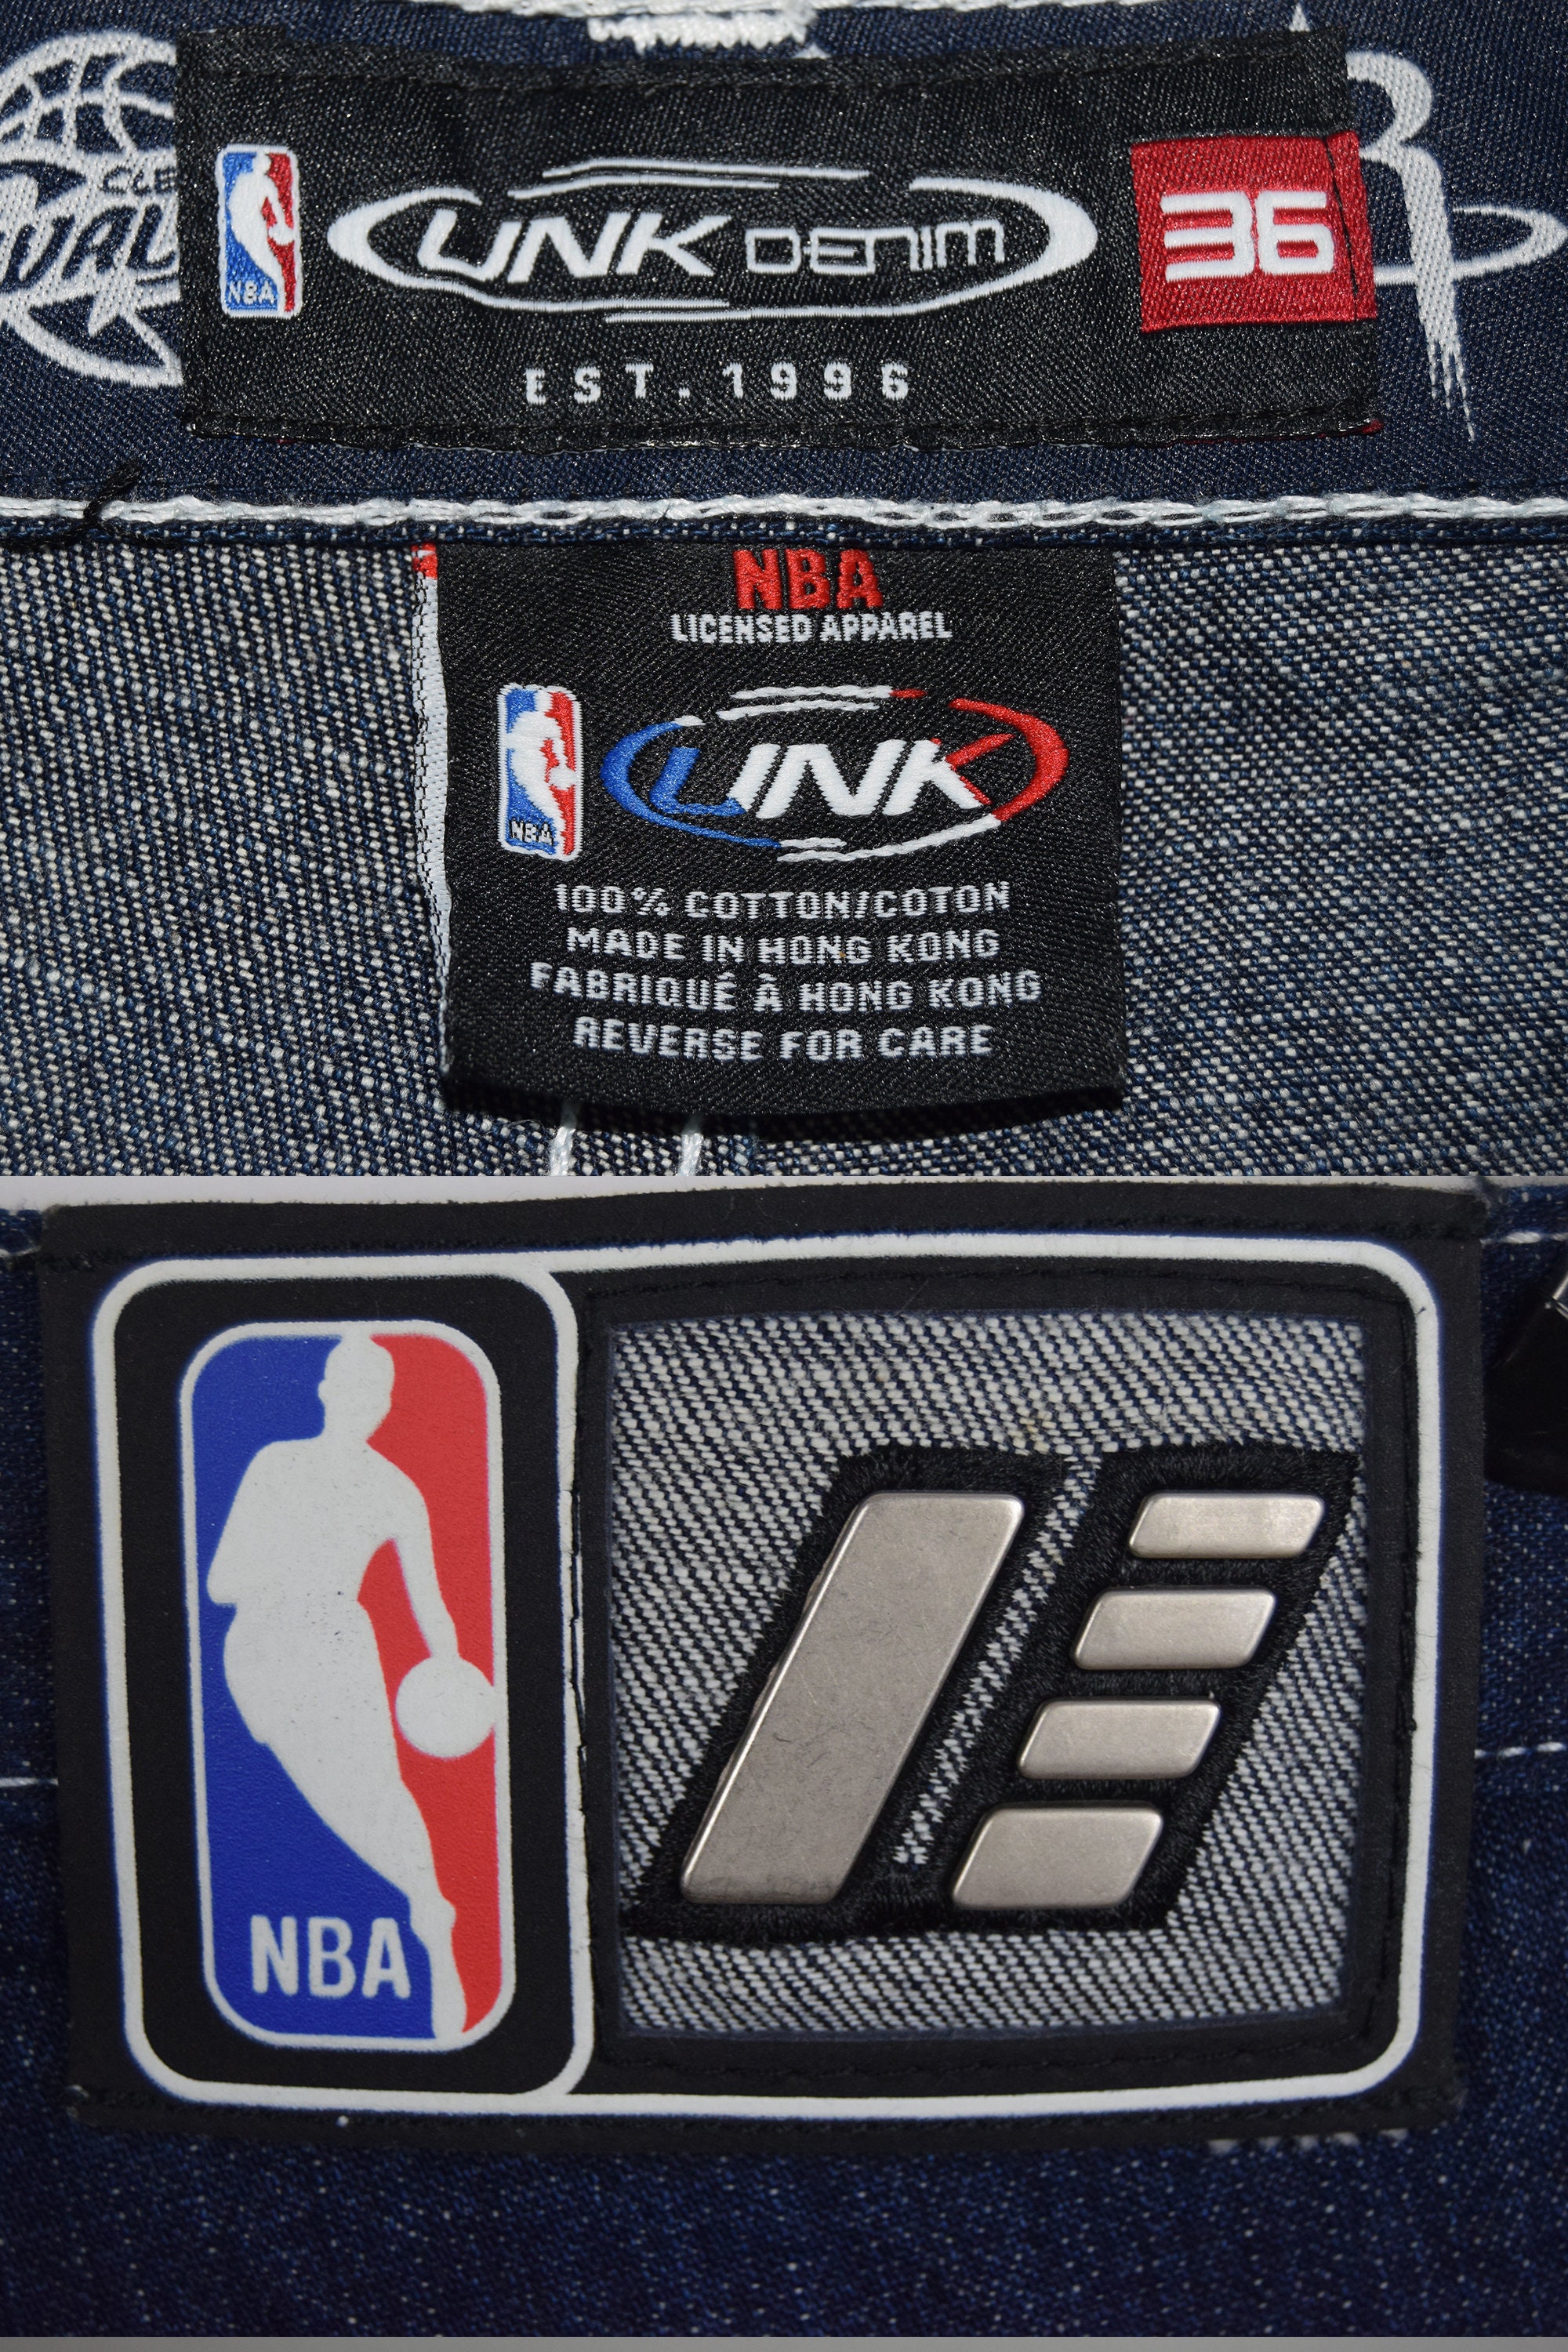 NBA
UNK DENIM
36
EST. 1996
NBA
LICENSED APPAREL
NBA
UNK
100% COTTON/COTON
MADE IN HONG KONG
FABRIQUÉ À HONG KONG
REVERSE FOR CARE
NBA